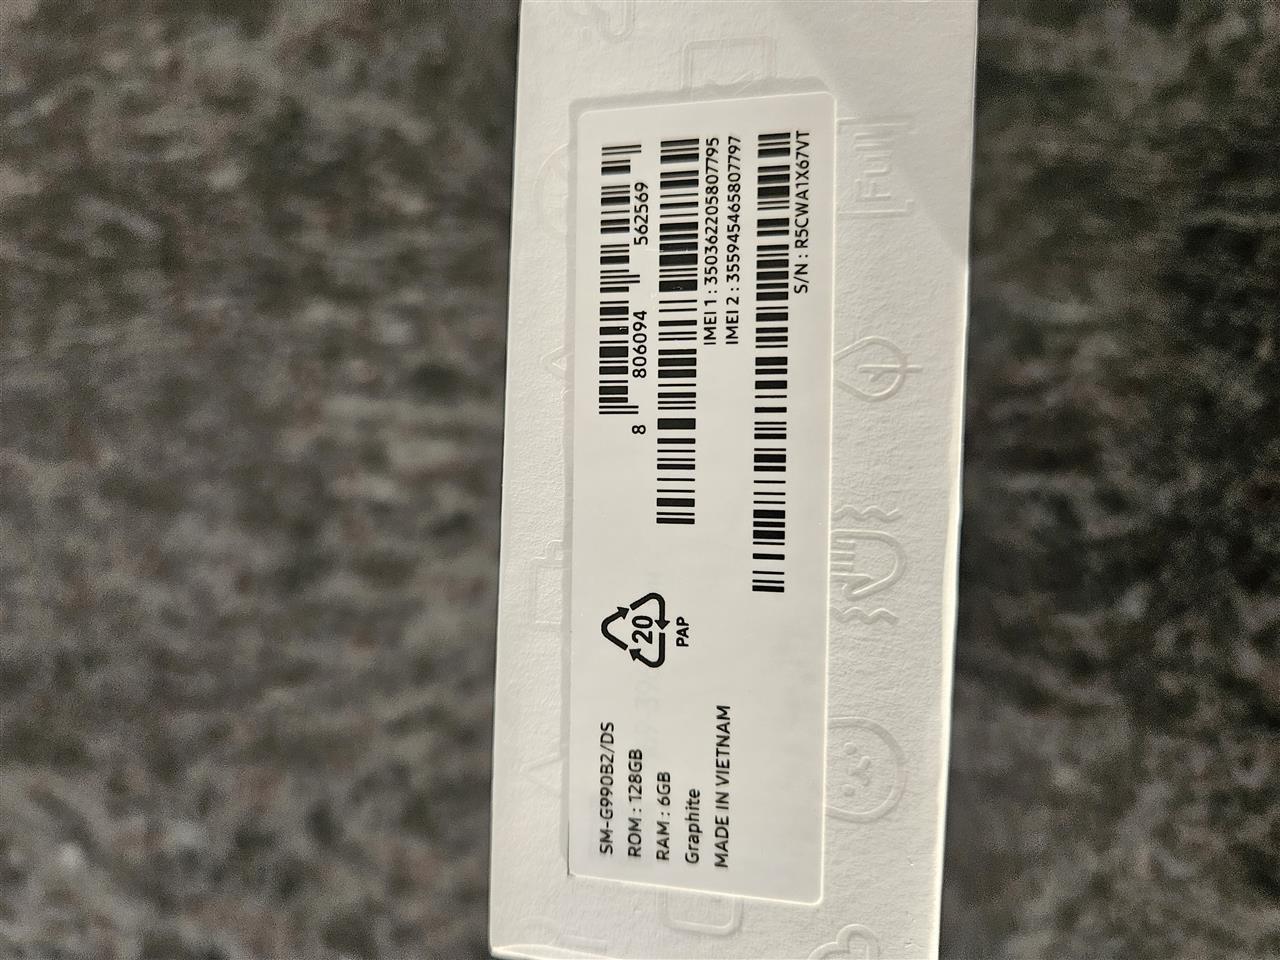 SM-G990B2/DS
ROM : 128GB
RAM : 6GB
Graphite
MADE IN VIETNAM
20
PAP
8 806094 562569
IMEI 1 : 350362205807795
IMEI 2 : 355945465807797
S/N : R5CWA1X67VT
Full